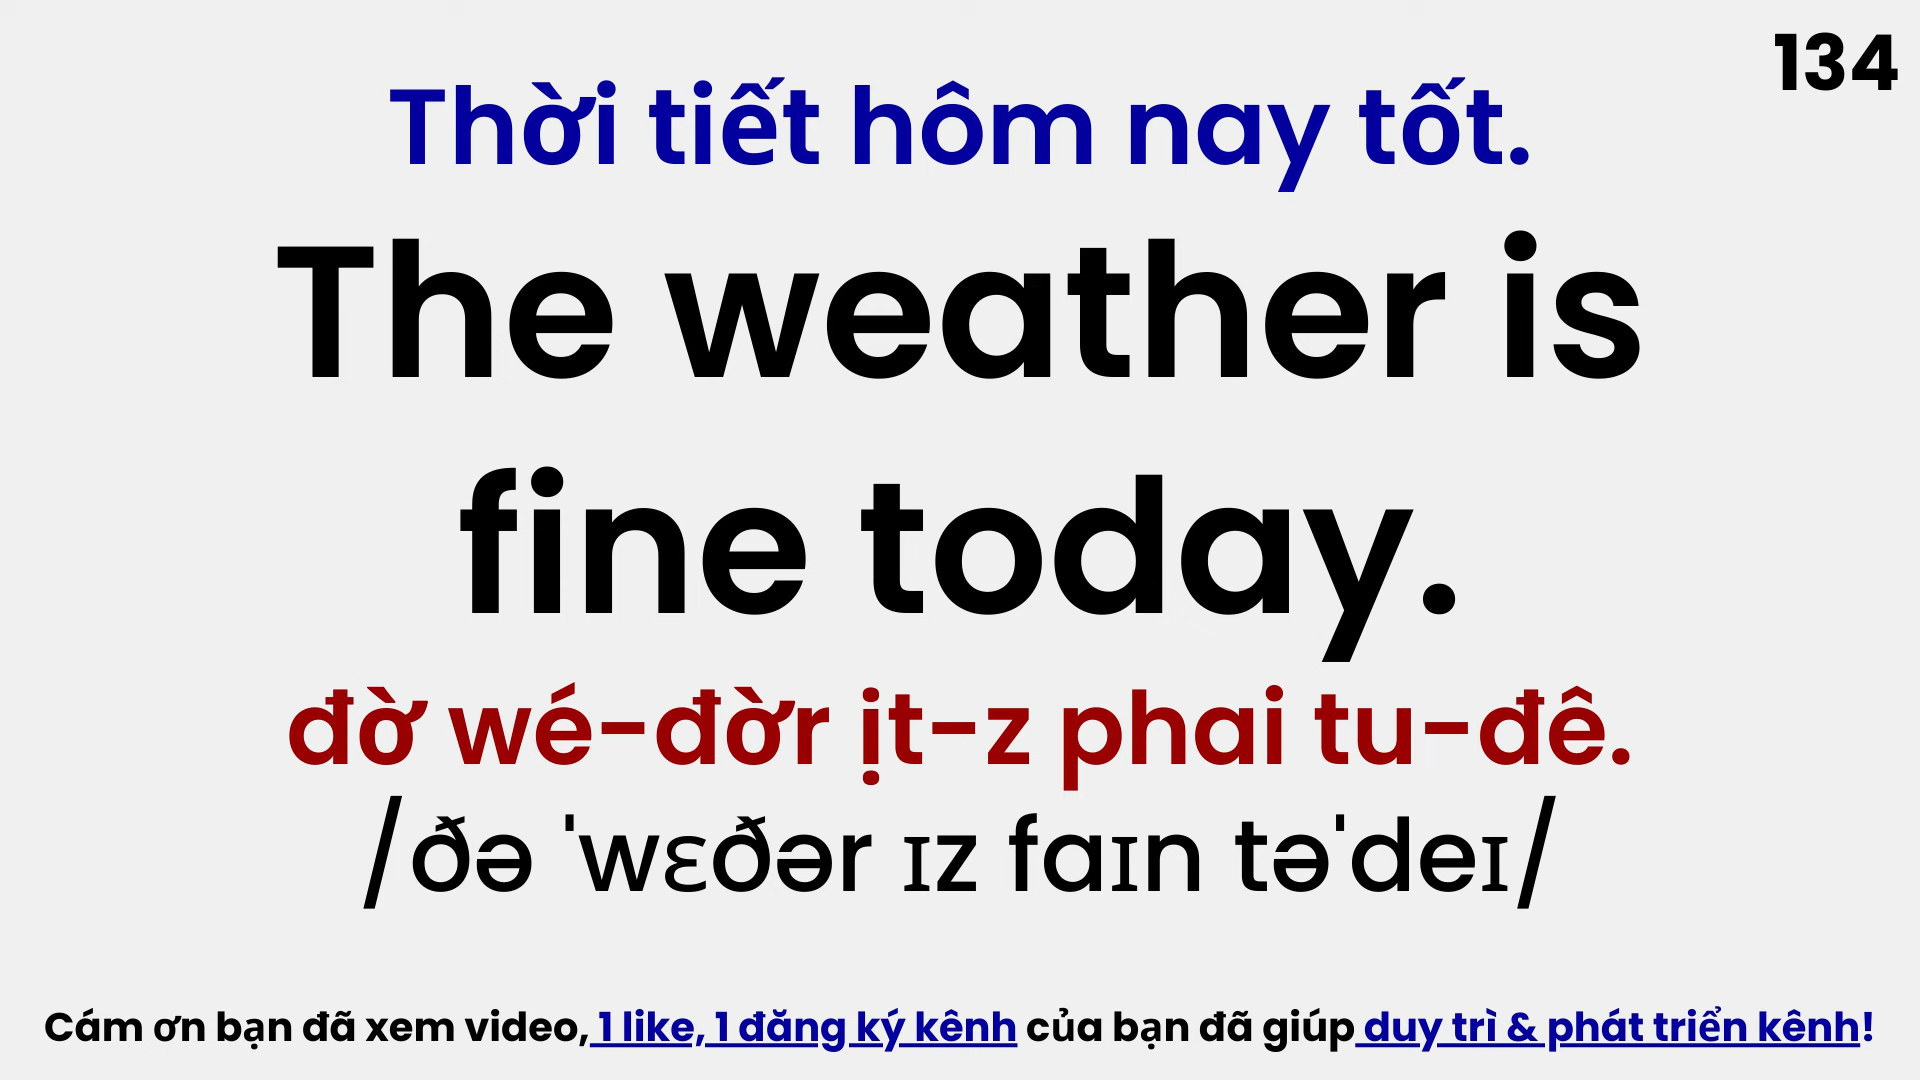 134
Thời tiết hôm nay tốt.
The weather is
fine today.
đờ wé-đờr ịt-z phai tu-đê.
/ðə ˈwɛðər ɪz faɪn təˈdeɪ/
Cám ơn bạn đã xem video, 1 like, 1 đăng ký kênh của bạn đã giúp duy trì & phát triển kênh!